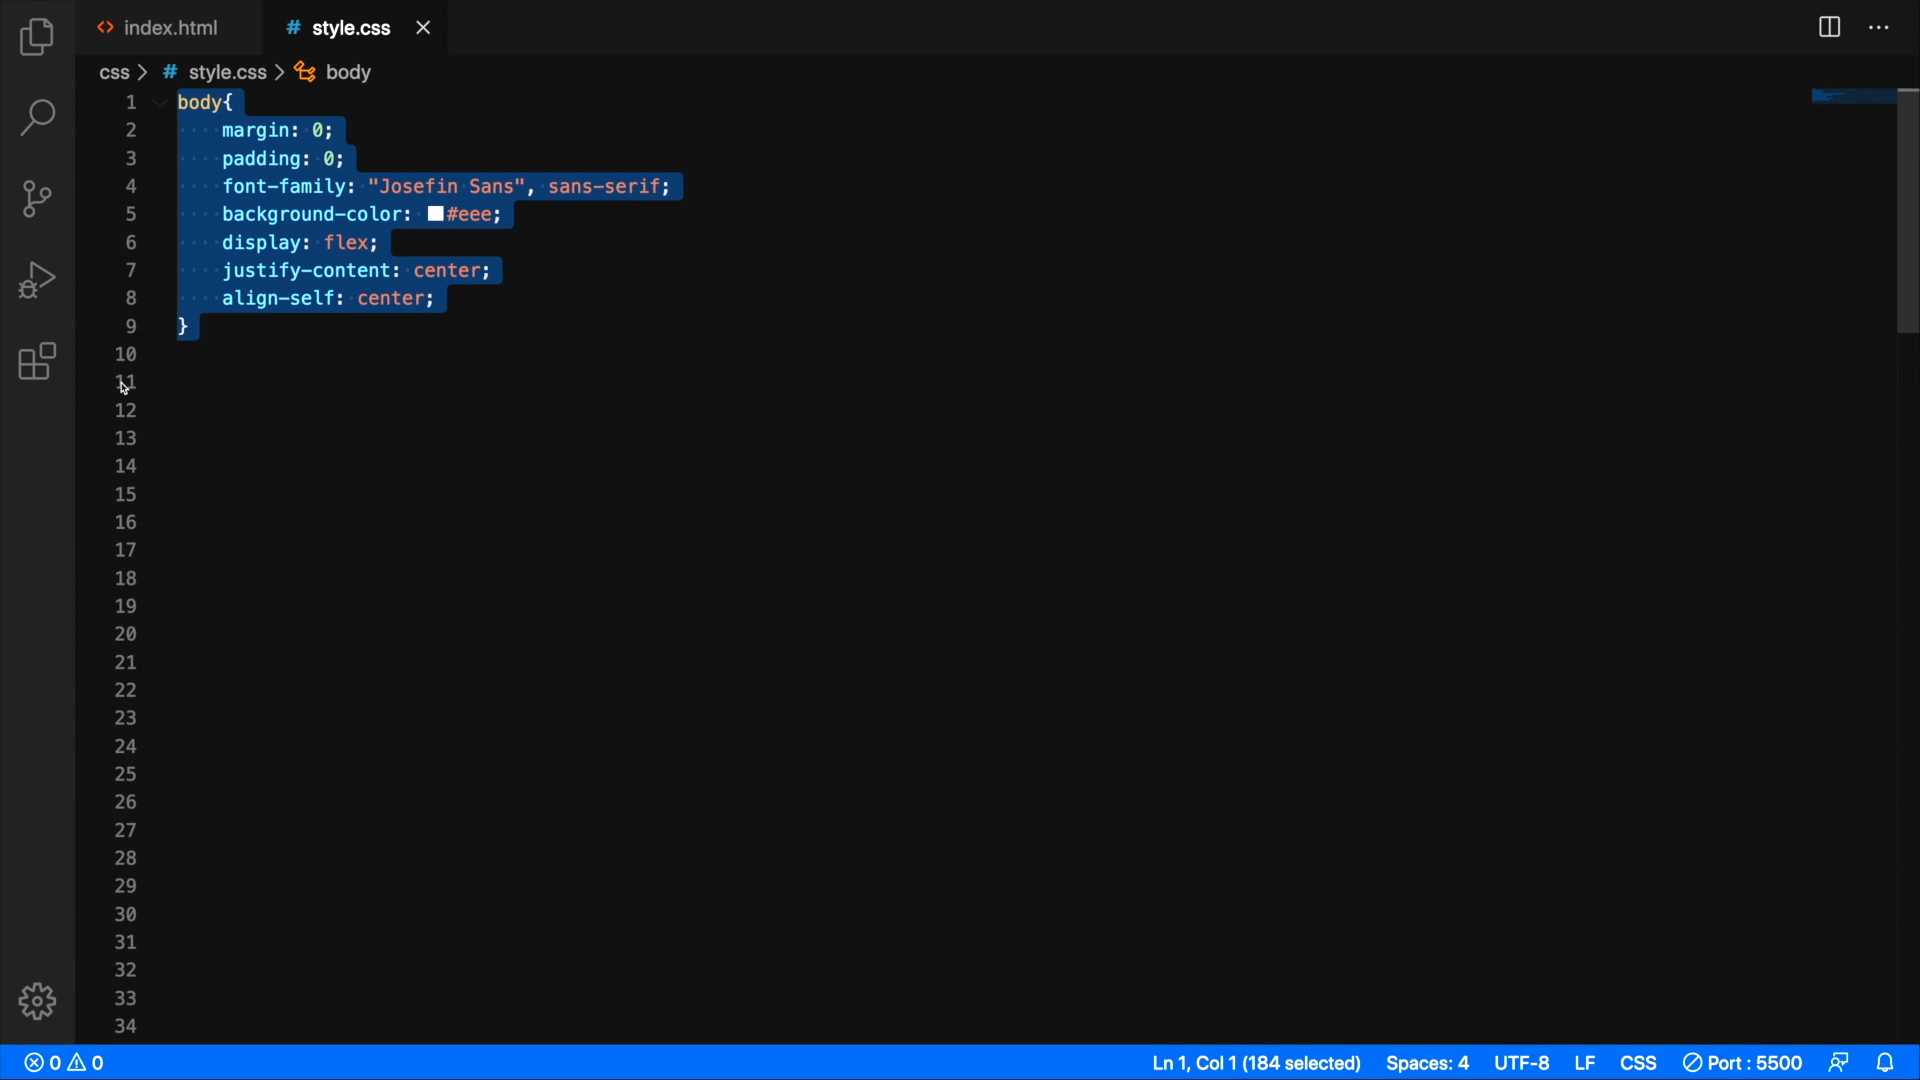 index.html
# style.css
css > # style.css > body
1 body{
2 margin: 0;
3 padding: 0;
4 font-family: "Josefin Sans", sans-serif;
5 background-color: #eee;
6 display: flex;
7 justify-content: center;
8 align-self: center;
9 }
10
11
12
13
14
15
16
17
18
19
20
21
22
23
24
25
26
27
28
29
30
31
32
33
34
0 0 Ln 1, Col 1 (184 selected) Spaces: 4 UTF-8 LF CSS Port : 5500